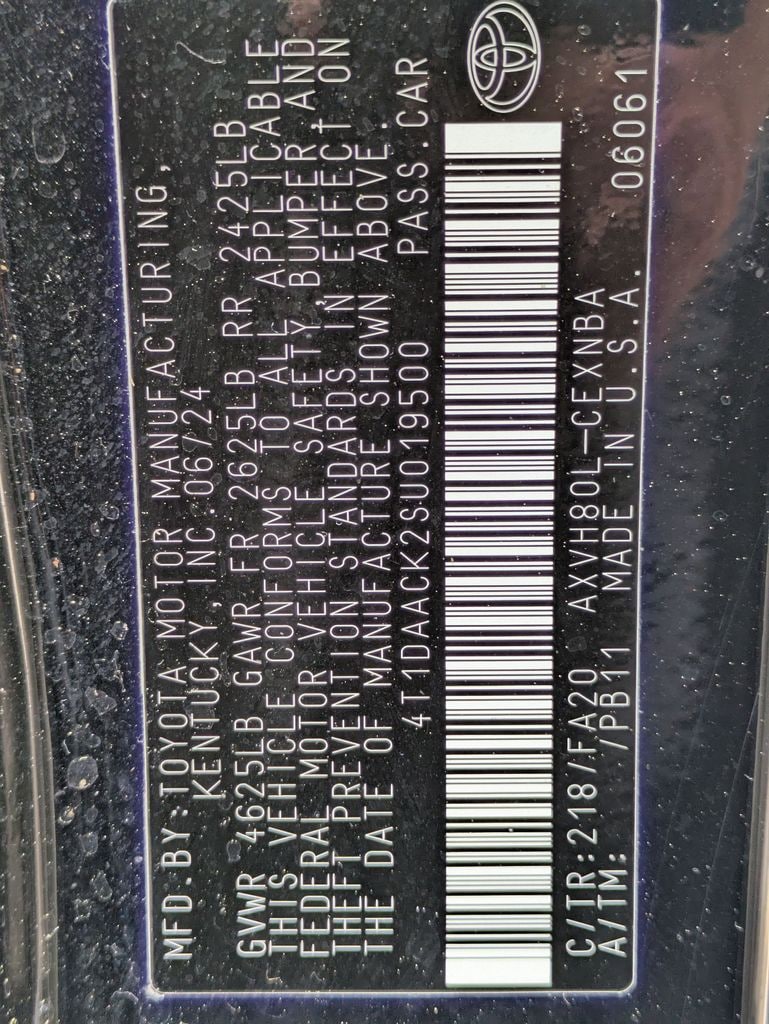 MFD.BY:TOYOTA MOTOR MANUFACTURING,
KENTUCKY, INC.06/24
GVWR 4625LB GAWR FR 2625LB RR 2425LB
THIS VEHICLE CONFORMS TO ALL APPLICABLE
FEDERAL MOTOR VEHICLE SAFETY,BUMPER AND
THEFT PREVENTION STANDARDS IN EFFECT ON
THE DATE OF MANUFACTURE SHOWN ABOVE.
4T1DAACK2SU019500 PASS.CAR
C/TR:218/FA20 AXVH80L-CEXNBA
A/TM: /PB11 MADE IN U.S.A. 06061